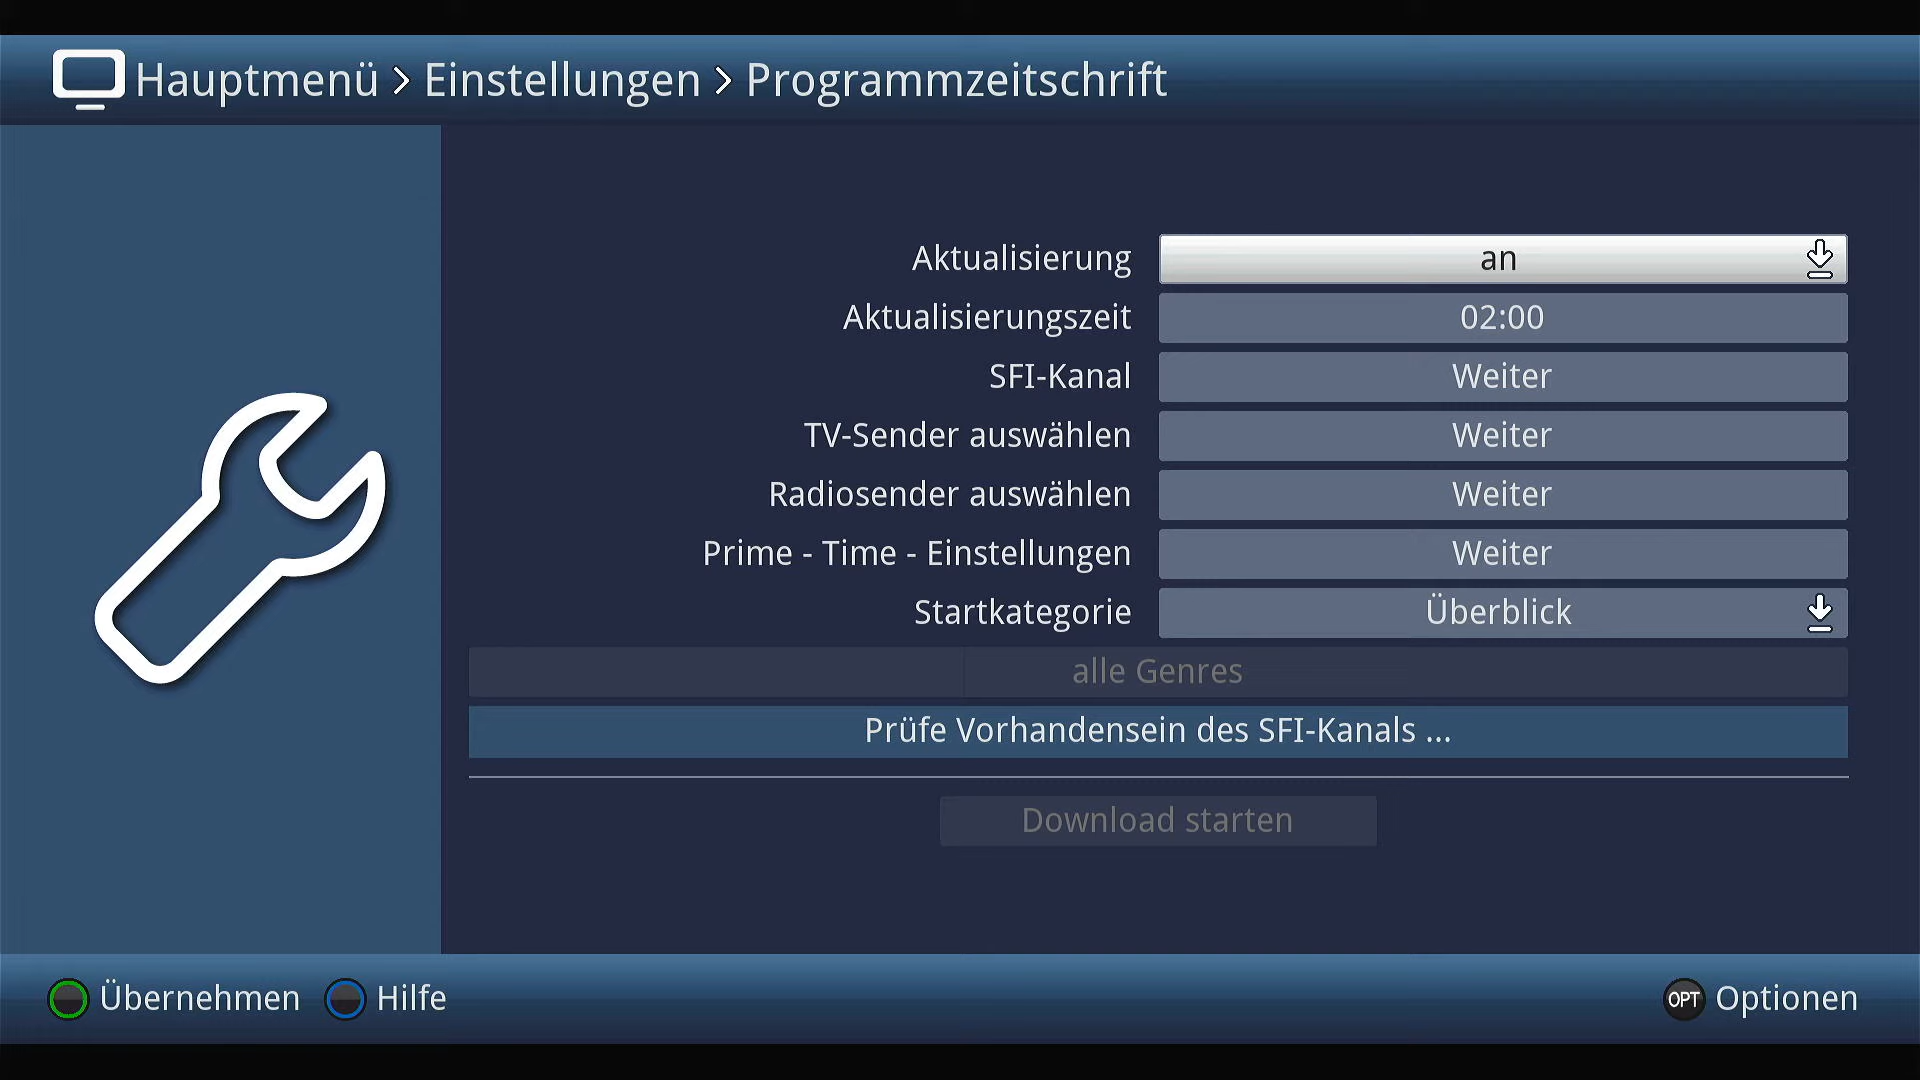 Hauptmenü > Einstellungen > Programmzeitschrift
Aktualisierung an
Aktualisierungszeit 02:00
SFI-Kanal Weiter
TV-Sender auswählen Weiter
Radiosender auswählen Weiter
Prime - Time - Einstellungen Weiter
Startkategorie Überblick
alle Genres
Prüfe Vorhandensein des SFI-Kanals ...
Download starten
Übernehmen Hilfe OPT Optionen